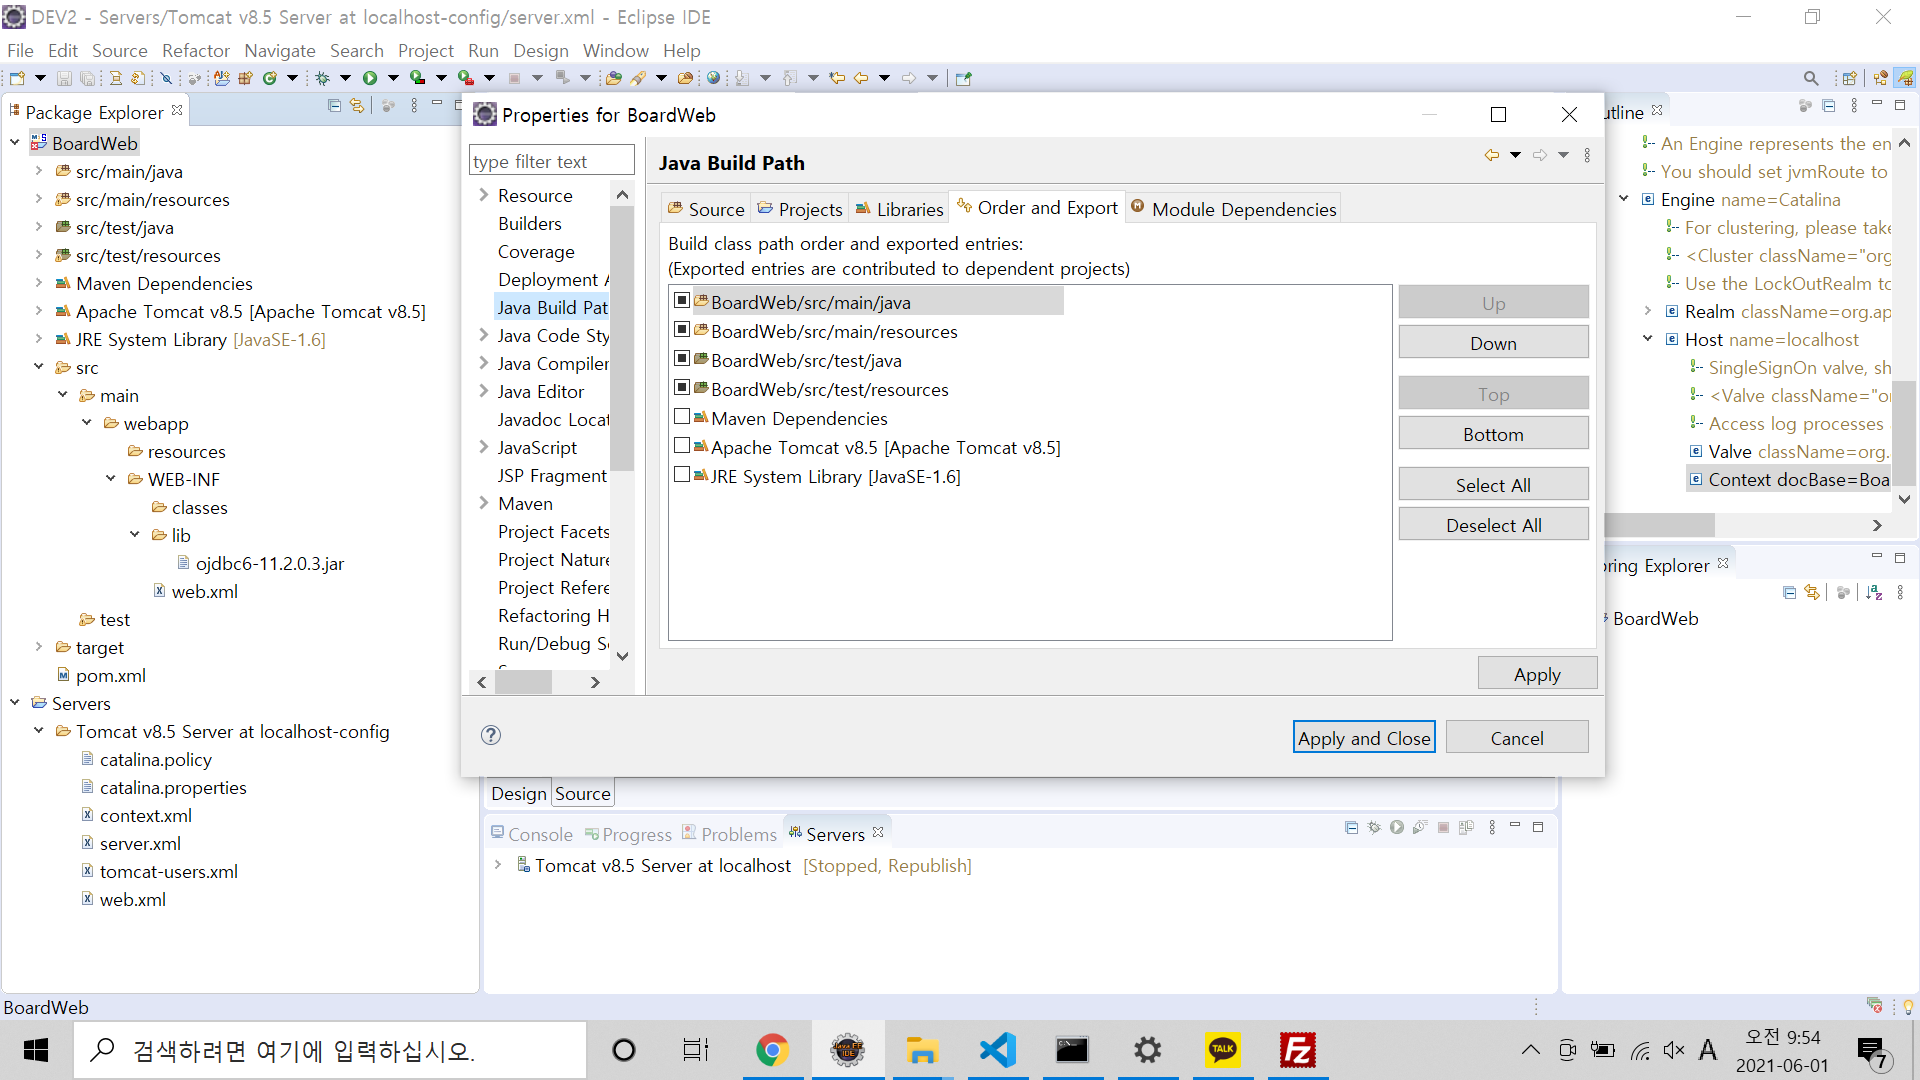 DEV2 - Servers/Tomcat v8.5 Server at localhost-config/server.xml - Eclipse IDE
File Edit Source Refactor Navigate Search Project Run Design Window Help
Package Explorer
BoardWeb
src/main/java
src/main/resources
src/test/java
src/test/resources
Maven Dependencies
Apache Tomcat v8.5 [Apache Tomcat v8.5]
JRE System Library [JavaSE-1.6]
src
main
webapp
resources
WEB-INF
classes
lib
ojdbc6-11.2.0.3.jar
web.xml
test
target
pom.xml
Servers
Tomcat v8.5 Server at localhost-config
catalina.policy
catalina.properties
context.xml
server.xml
tomcat-users.xml
web.xml
Properties for BoardWeb
type filter text
Resource
Builders
Coverage
Deployment A
Java Build Pat
Java Code Sty
Java Compiler
Java Editor
Javadoc Locat
JavaScript
JSP Fragment
Maven
Project Facets
Project Nature
Project Refere
Refactoring H
Run/Debug Se
Java Build Path
Source Projects Libraries Order and Export Module Dependencies
Build class path order and exported entries:
(Exported entries are contributed to dependent projects)
BoardWeb/src/main/java
BoardWeb/src/main/resources
BoardWeb/src/test/java
BoardWeb/src/test/resources
Maven Dependencies
Apache Tomcat v8.5 [Apache Tomcat v8.5]
JRE System Library [JavaSE-1.6]
Up
Down
Top
Bottom
Select All
Deselect All
Apply
Apply and Close Cancel
utline
An Engine represents the en
You should set jvmRoute to
Engine name=Catalina
For clustering, please take
<Cluster className="org
Use the LockOutRealm to
Realm className=org.ap
Host name=localhost
SingleSignOn valve, sh
<Valve className="or
Access log processes
Valve className=org.
Context docBase=Boa
ring Explorer
BoardWeb
Design Source
Console Progress Problems Servers
Tomcat v8.5 Server at localhost [Stopped, Republish]
BoardWeb
검색하려면 여기에 입력하십시오.
Java EE
IDE
TALK
A
오전 9:54
2021-06-01
7